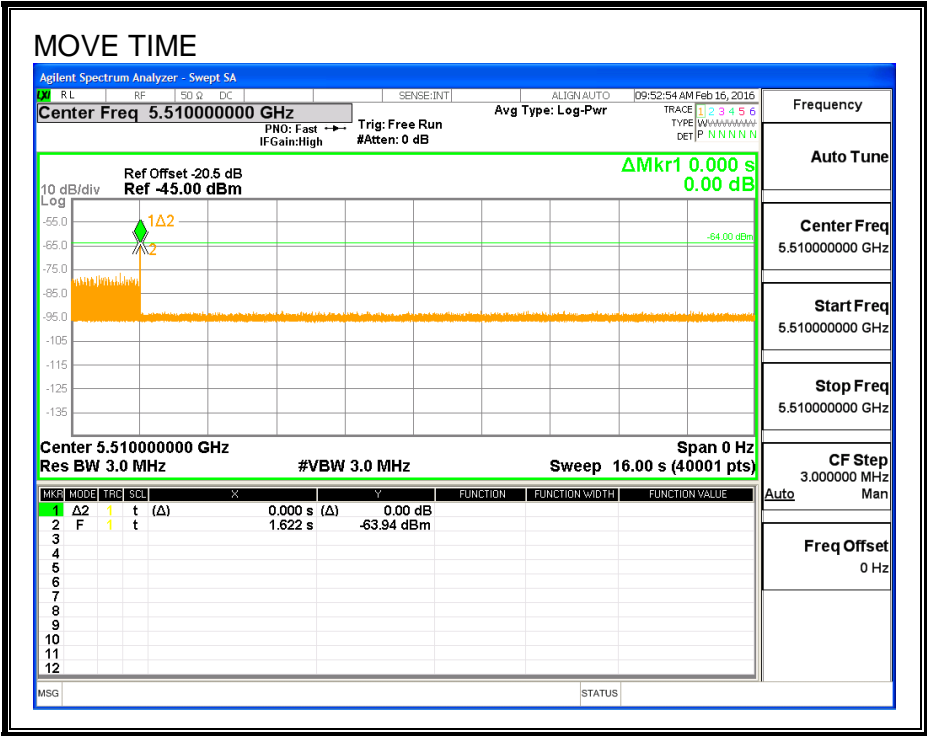 MOVE TIME
Agilent Spectrum Analyzer - Swept SA
LXI RL RF 50 Ω DC SENSE:INT ALIGN AUTO 09:52:54 AM Feb 16, 2016
Center Freq 5.510000000 GHz
PNO: Fast
IFGain:High
Trig: Free Run
#Atten: 0 dB
Avg Type: Log-Pwr
TRACE 1 2 3 4 5 6
TYPE W
DET P N N N N N
ΔMkr1 0.000 s
0.00 dB
Ref Offset -20.5 dB
10 dB/div Ref -45.00 dBm
Log
-55.0
-65.0
-75.0
-85.0
-95.0
-105
-115
-125
-135
1Δ2
2
-64.00 dBm
Center 5.510000000 GHz Span 0 Hz
Res BW 3.0 MHz #VBW 3.0 MHz Sweep 16.00 s (40001 pts)
MKR MODE TRC SCL X Y FUNCTION FUNCTION WIDTH FUNCTION VALUE
1 Δ2 1 t (Δ) 0.000 s (Δ) 0.00 dB
2 F 1 t 1.622 s -63.94 dBm
3
4
5
6
7
8
9
10
11
12
MSG STATUS
Frequency
Auto Tune
Center Freq
5.510000000 GHz
Start Freq
5.510000000 GHz
Stop Freq
5.510000000 GHz
CF Step
3.000000 MHz
Auto Man
Freq Offset
0 Hz